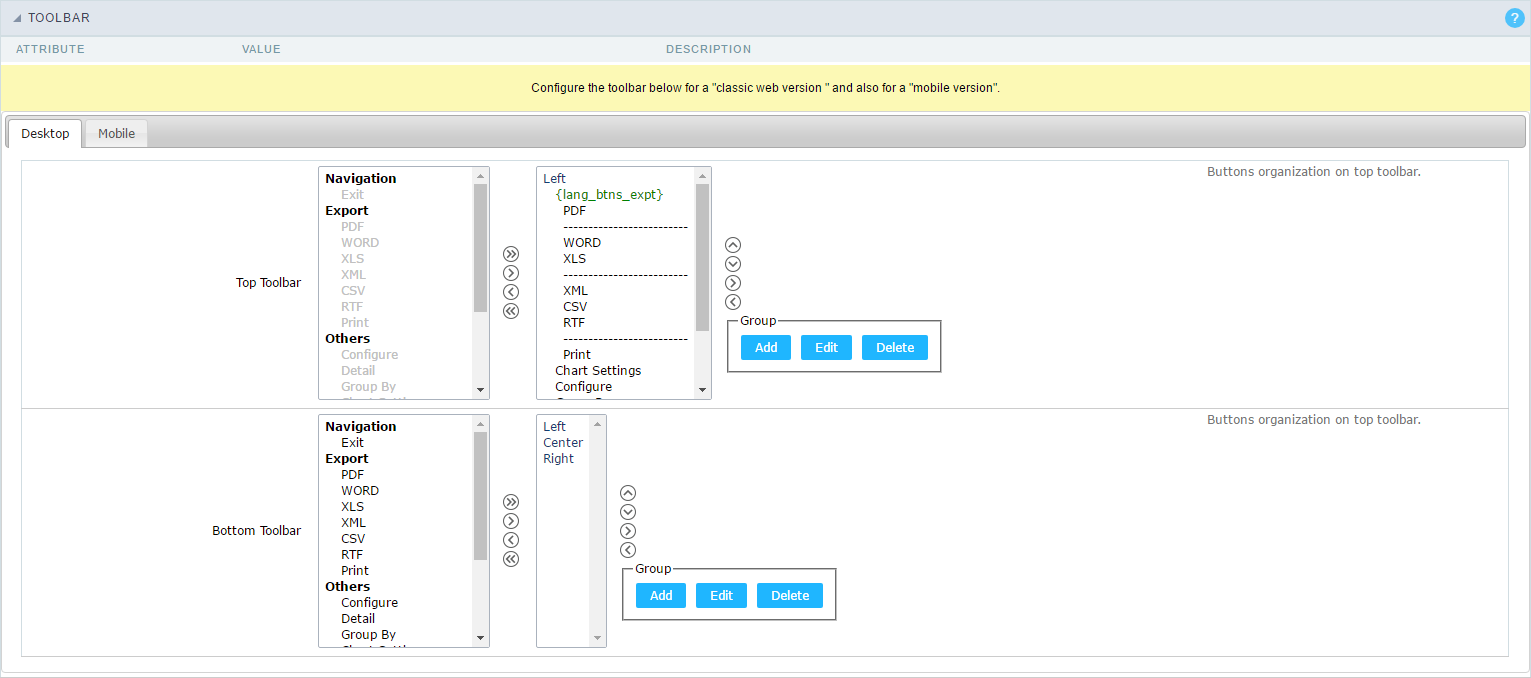 TOOLBAR
?
ATTRIBUTE VALUE DESCRIPTION
Configure the toolbar below for a "classic web version " and also for a "mobile version".
Desktop Mobile
Top Toolbar
Navigation
Exit
Export
PDF
WORD
XLS
XML
CSV
RTF
Print
Others
Configure
Detail
Group By
Left
{lang_btns_expt}
PDF
-------------------------
WORD
XLS
-------------------------
XML
CSV
RTF
-------------------------
Print
Chart Settings
Configure
Group
Add Edit Delete
Buttons organization on top toolbar.
Bottom Toolbar
Navigation
Exit
Export
PDF
WORD
XLS
XML
CSV
RTF
Print
Others
Configure
Detail
Group By
Left
Center
Right
Group
Add Edit Delete
Buttons organization on top toolbar.